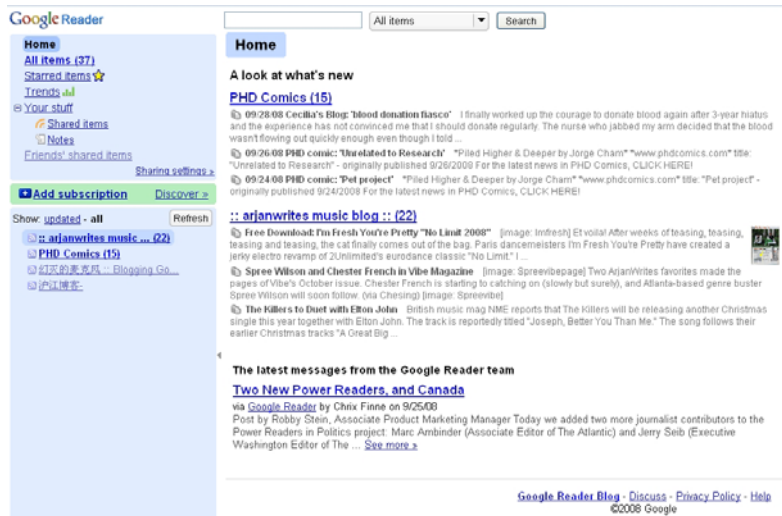 Google Reader
All items
Search
Home
All items (37)
Starred items
Trends
Your stuff
Shared items
Notes
Friends' shared items
Sharing settings »
Add subscription
Discover »
Show: updated - all
Refresh
:: arjanwrites music ... (22)
PHD Comics (15)
幻灭的麦克风 :: Blogging Go...
沪江博客-
Home
A look at what's new
PHD Comics (15)
09/28/08 Cecilia's Blog: 'blood donation fiasco' I finally worked up the courage to donate blood again after 3-year hiatus
and the experience has not convinced me that I should donate regularly. The nurse who jabbed my arm decided that the blood
wasn't flowing out quickly enough even though I told ...
09/26/08 PHD comic: 'Unrelated to Research' "Piled Higher & Deeper by Jorge Cham" "www.phdcomics.com" title:
"Unrelated to Research" - originally published 9/26/2008 For the latest news in PHD Comics, CLICK HERE!
09/24/08 PHD comic: 'Pet project' "Piled Higher & Deeper by Jorge Cham" "www.phdcomics.com" title: "Pet project" -
originally published 9/24/2008 For the latest news in PHD Comics, CLICK HERE!
:: arjanwrites music blog :: (22)
Free Download: I'm Fresh You're Pretty "No Limit 2008" [image: Imfresh] Et voila! After weeks of teasing, teasing,
teasing and teasing, the cat finally comes out of the bag. Paris dancemeisters I'm Fresh You're Pretty have created a
jerky electro revamp of 2Unlimited's eurodance classic "No Limit." I ...
Spree Wilson and Chester French in Vibe Magazine [image: Spreevibepage] Two ArjanWrites favorites made the
pages of Vibe's October issue. Chester French is starting to catching on (slowly but surely), and Atlanta-based genre buster
Spree Wilson will soon follow. (via Chesing) [image: Spreevibe]
The Killers to Duet with Elton John British music mag NME reports that The Killers will be releasing another Christmas
single this year together with Elton John. The track is reportedly titled "Joseph, Better You Than Me." The song follows their
earlier Christmas tracks "A Great Big ...
The latest messages from the Google Reader team
Two New Power Readers, and Canada
via Google Reader by Chrix Finne on 9/25/08
Post by Robby Stein, Associate Product Marketing Manager Today we added two more journalist contributors to the
Power Readers in Politics project: Marc Ambinder (Associate Editor of The Atlantic) and Jerry Seib (Executive
Washington Editor of The ... See more »
Google Reader Blog - Discuss - Privacy Policy - Help
©2008 Google